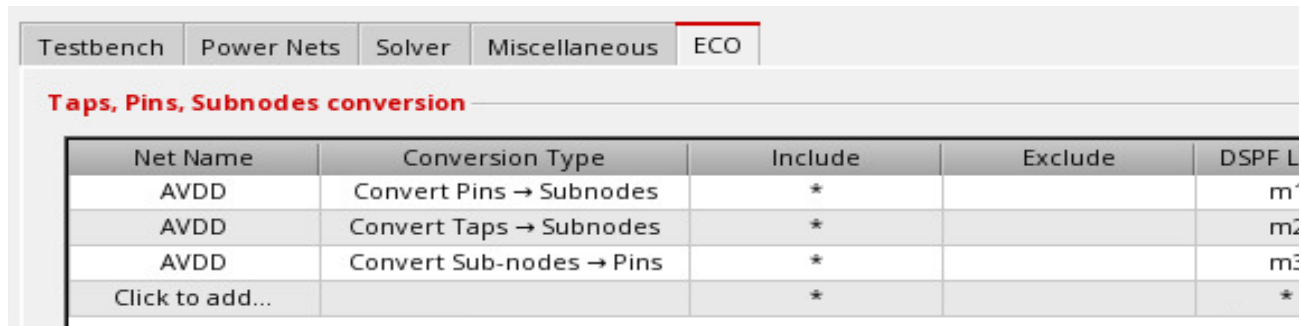 Testbench Power Nets Solver Miscellaneous ECO
Taps, Pins, Subnodes conversion
Net Name Conversion Type Include Exclude DSPF L
AVDD Convert Pins → Subnodes *
AVDD Convert Taps → Subnodes *
AVDD Convert Sub-nodes → Pins *
Click to add... * *